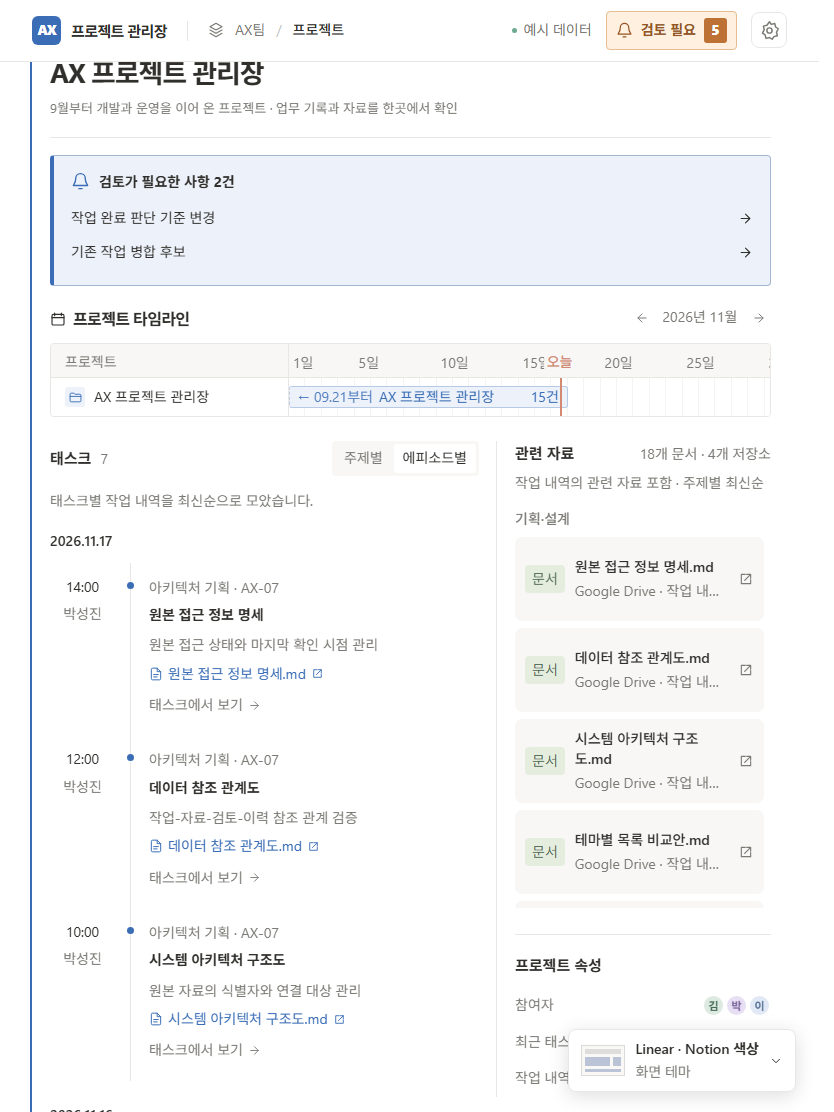 AX 프로젝트 관리장 AX팀 / 프로젝트 예시 데이터 검토 필요 5
AX 프로젝트 관리장
9월부터 개발과 운영을 이어 온 프로젝트 · 업무 기록과 자료를 한곳에서 확인
검토가 필요한 사항 2건
작업 완료 판단 기준 변경 →
기존 작업 병합 후보 →
프로젝트 타임라인 ← 2026년 11월 →
프로젝트 1일 5일 10일 15일 오늘 20일 25일
AX 프로젝트 관리장 ← 09.21부터 AX 프로젝트 관리장 15건
태스크 7 주제별 에피소드별
태스크별 작업 내역을 최신순으로 모았습니다.
2026.11.17
14:00 아키텍처 기획 · AX-07
박성진 원본 접근 정보 명세
원본 접근 상태와 마지막 확인 시점 관리
원본 접근 정보 명세.md
태스크에서 보기 →
12:00 아키텍처 기획 · AX-07
박성진 데이터 참조 관계도
작업-자료-검토-이력 참조 관계 검증
데이터 참조 관계도.md
태스크에서 보기 →
10:00 아키텍처 기획 · AX-07
박성진 시스템 아키텍처 구조도
원본 자료의 식별자와 연결 대상 관리
시스템 아키텍처 구조도.md
태스크에서 보기 →
관련 자료 18개 문서 · 4개 저장소
작업 내역의 관련 자료 포함 · 주제별 최신순
기획·설계
문서 원본 접근 정보 명세.md
Google Drive · 작업 내...
문서 데이터 참조 관계도.md
Google Drive · 작업 내...
문서 시스템 아키텍처 구조
도.md
Google Drive · 작업 내...
문서 테마별 목록 비교안.md
Google Drive · 작업 내...
프로젝트 속성
참여자 김 박 이
최근 태스
작업 내역
Linear · Notion 색상
화면 테마